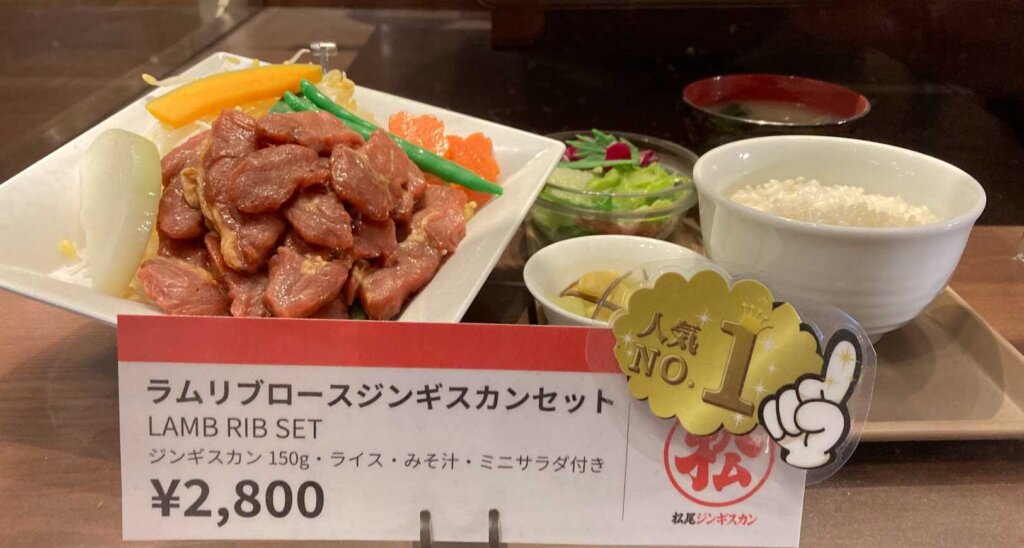 ラムリブロースジンギスカンセット
LAMB RIB SET
ジンギスカン 150g・ライス・みそ汁・ミニサラダ付き
¥2,800
人気
NO.1
松
松尾ジンギスカン